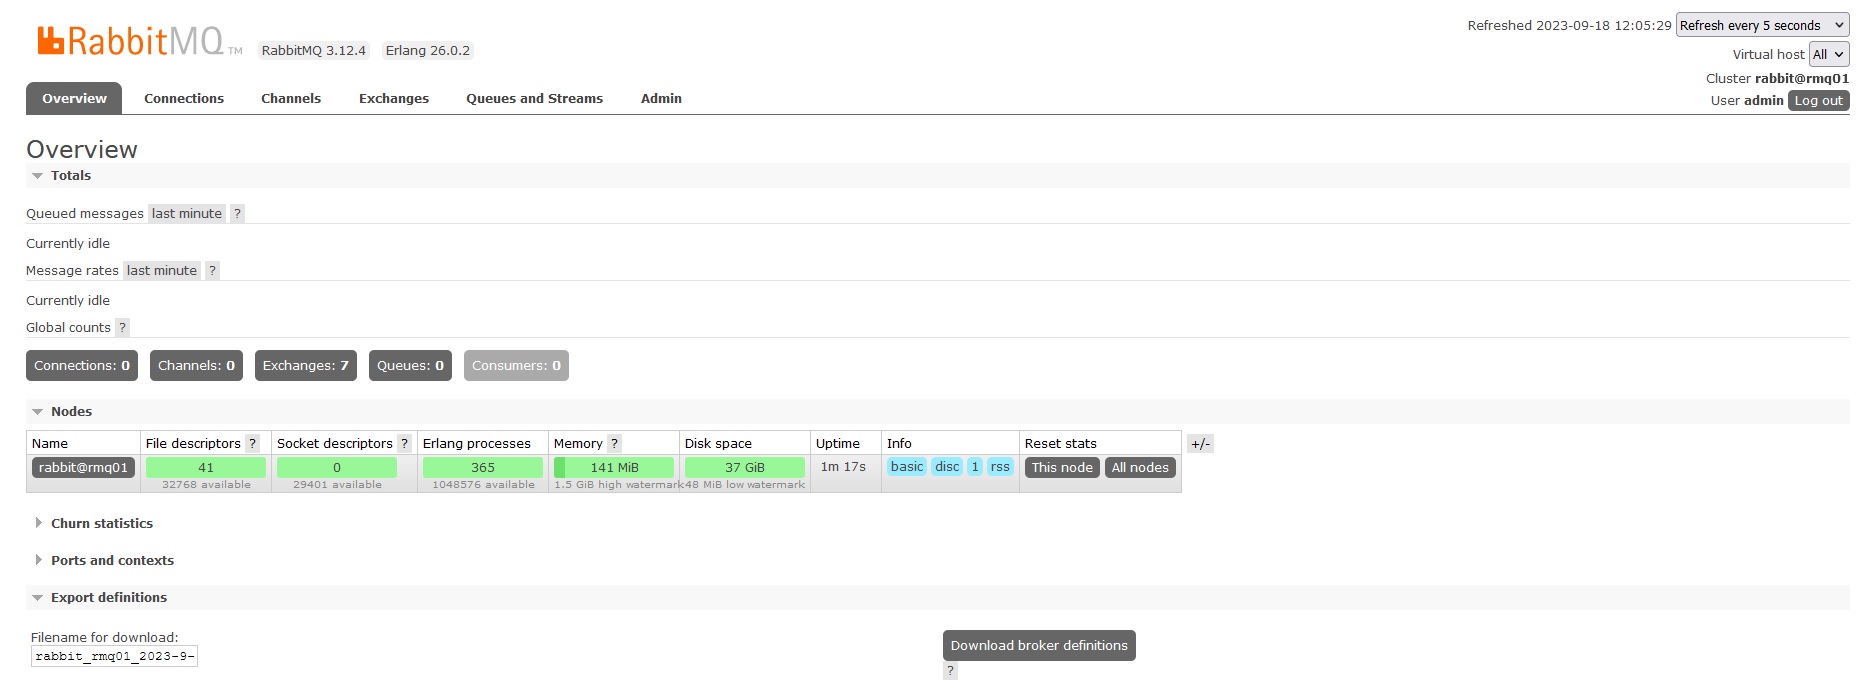 RabbitMQ TM RabbitMQ 3.12.4 Erlang 26.0.2
Refreshed 2023-09-18 12:05:29 Refresh every 5 seconds
Virtual host All
Cluster rabbit@rmq01
User admin Log out
Overview Connections Channels Exchanges Queues and Streams Admin
Overview
Totals
Queued messages last minute ?
Currently idle
Message rates last minute ?
Currently idle
Global counts ?
Connections: 0 Channels: 0 Exchanges: 7 Queues: 0 Consumers: 0
Nodes
Name File descriptors ? Socket descriptors ? Erlang processes Memory ? Disk space Uptime Info Reset stats +/-
rabbit@rmq01 41 0 365 141 MiB 37 GiB 1m 17s basic disc 1 rss This node All nodes
32768 available 29401 available 1048576 available 1.5 GiB high watermark 48 MiB low watermark
Churn statistics
Ports and contexts
Export definitions
Filename for download:
rabbit_rmq01_2023-9- Download broker definitions
?